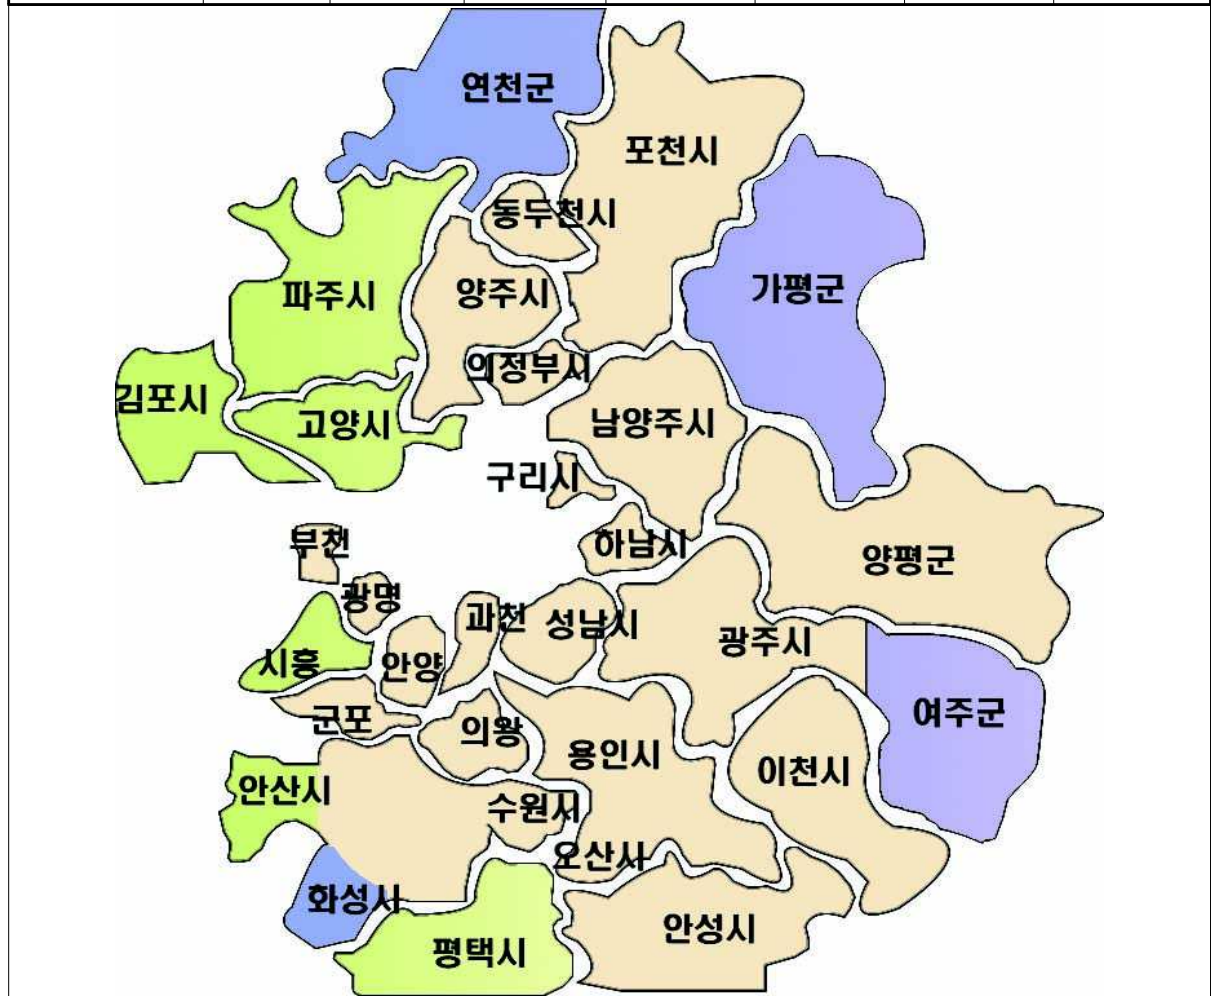 연천군
포천시
동두천시
가평군
파주시
양주시
의정부시
김포시
고양시
남양주시
구리시
하남시
양평군
부천
광명
과천
성남시
광주시
시흥
안양
군포
의왕
여주군
용인시
이천시
안산시
수원시
오산시
화성시
안성시
평택시